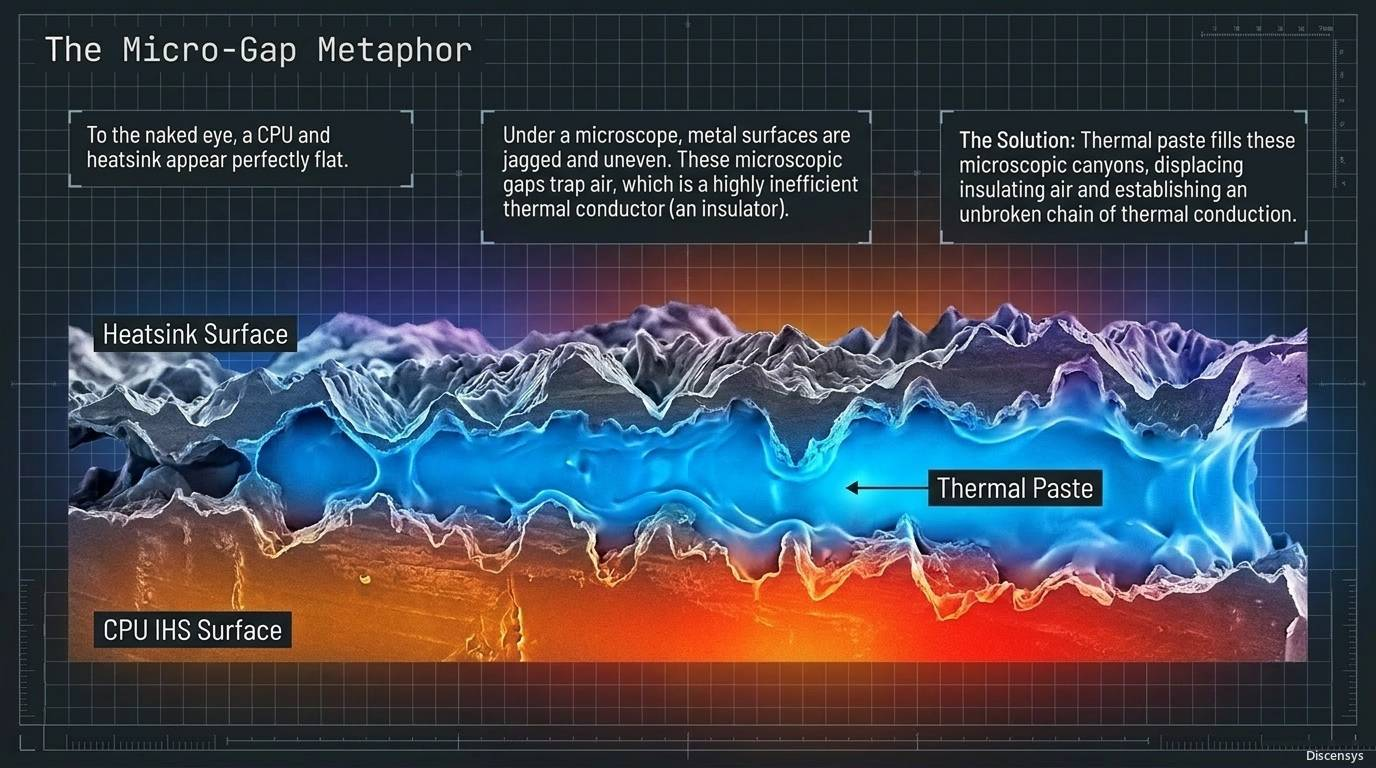 The Micro-Gap Metaphor
To the naked eye, a CPU and
heatsink appear perfectly flat.
Under a microscope, metal surfaces are
jagged and uneven. These microscopic
gaps trap air, which is a highly inefficient
thermal conductor (an insulator).
The Solution: Thermal paste fills these
microscopic canyons, displacing
insulating air and establishing an
unbroken chain of thermal conduction.
Heatsink Surface
Thermal Paste
CPU IHS Surface
Discensys